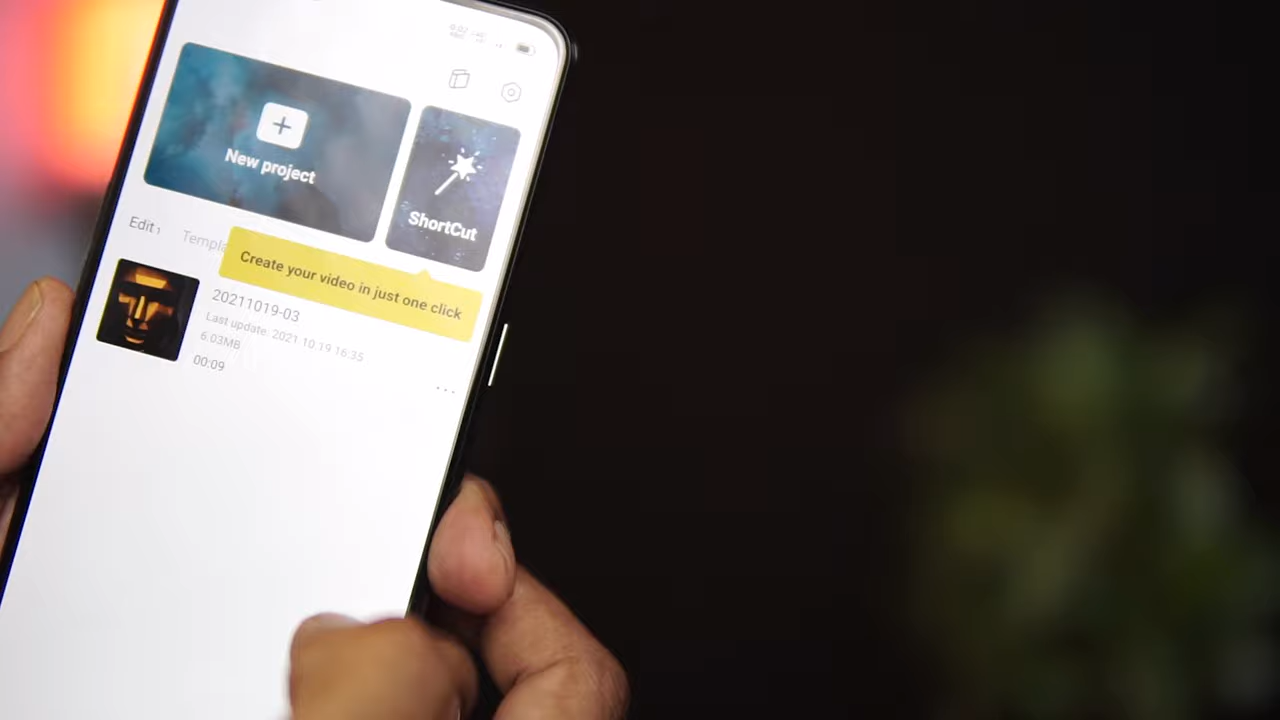 New project
ShortCut
Edit 1
Create your video in just one click
20211019-03
Last update: 2021.10.19 16:35
6.03MB
00:09